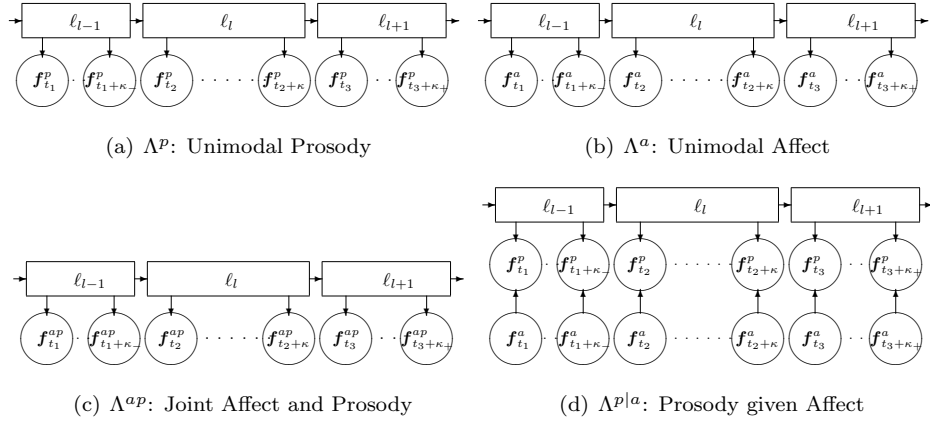 ℓ_{l−1} ℓ_l ℓ_{l+1}
f^p_{t_1} · · f^p_{t_1+κ_−} f^p_{t_2} · · · · · f^p_{t_2+κ} f^p_{t_3} · · f^p_{t_3+κ_+}
(a) Λ^p: Unimodal Prosody
ℓ_{l−1} ℓ_l ℓ_{l+1}
f^a_{t_1} · · f^a_{t_1+κ_−} f^a_{t_2} · · · · · f^a_{t_2+κ} f^a_{t_3} · · f^a_{t_3+κ_+}
(b) Λ^a: Unimodal Affect
ℓ_{l−1} ℓ_l ℓ_{l+1}
f^{ap}_{t_1} · · f^{ap}_{t_1+κ_−} f^{ap}_{t_2} · · · · · f^{ap}_{t_2+κ} f^{ap}_{t_3} · · f^{ap}_{t_3+κ_+}
(c) Λ^{ap}: Joint Affect and Prosody
ℓ_{l−1} ℓ_l ℓ_{l+1}
f^p_{t_1} · · f^p_{t_1+κ_−} f^p_{t_2} · · · · · f^p_{t_2+κ} f^p_{t_3} · · f^p_{t_3+κ_+}
f^a_{t_1} · · f^a_{t_1+κ_−} f^a_{t_2} · · · · · f^a_{t_2+κ} f^a_{t_3} · · f^a_{t_3+κ_+}
(d) Λ^{p|a}: Prosody given Affect